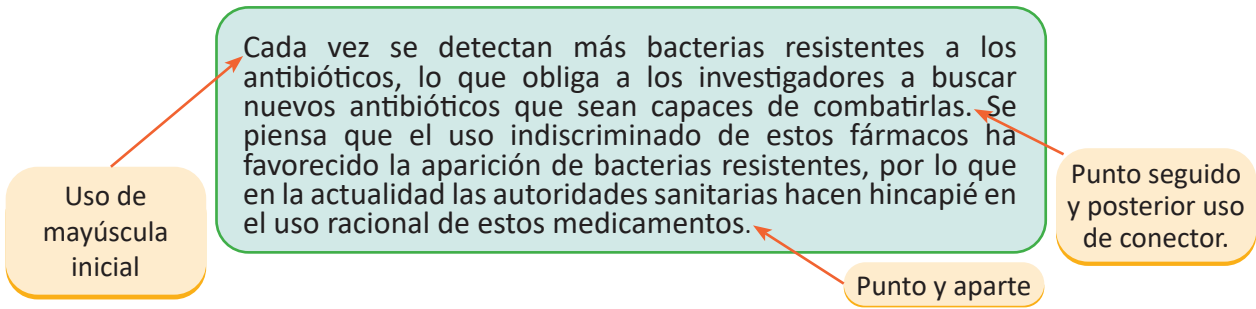 Cada vez se detectan más bacterias resistentes a los
antibióticos, lo que obliga a los investigadores a buscar
nuevos antibióticos que sean capaces de combatirlas. Se
piensa que el uso indiscriminado de estos fármacos ha
favorecido la aparición de bacterias resistentes, por lo que
en la actualidad las autoridades sanitarias hacen hincapié en
el uso racional de estos medicamentos.
Uso de
mayúscula
inicial
Punto seguido
y posterior uso
de conector.
Punto y aparte